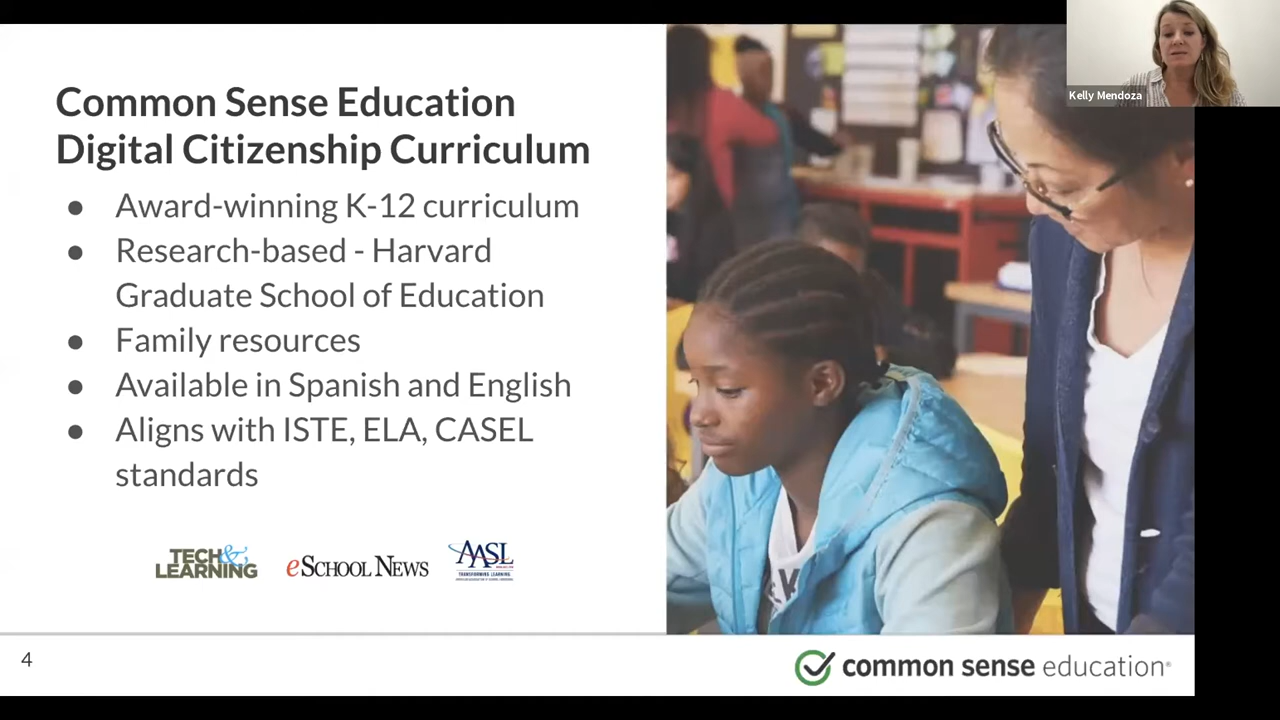 Common Sense Education
Digital Citizenship Curriculum
● Award-winning K-12 curriculum
● Research-based - Harvard
Graduate School of Education
● Family resources
● Available in Spanish and English
● Aligns with ISTE, ELA, CASEL
standards
TECH&
LEARNING
eSCHOOL NEWS
AASL
TRANSFORMING LEARNING
4
common sense education®
Kelly Mendoza